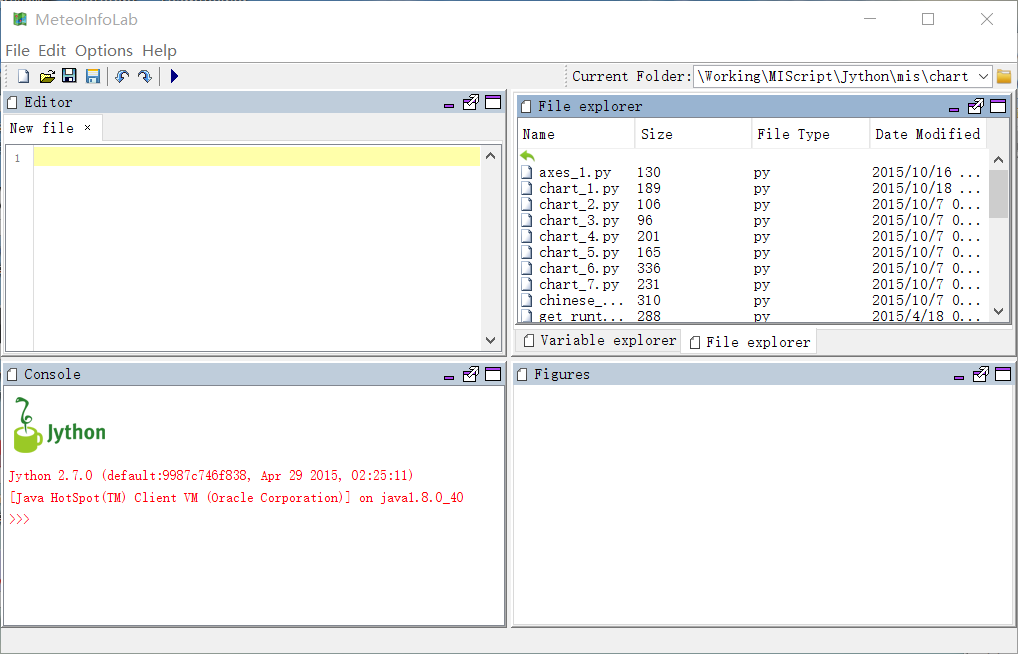 MeteoInfoLab
File Edit Options Help
Current Folder: \Working\MIScript\Jython\mis\chart
Editor
New file ×
1
File explorer
Name Size File Type Date Modified
axes_1.py 130 py 2015/10/16 ...
chart_1.py 189 py 2015/10/18 ...
chart_2.py 106 py 2015/10/7 0...
chart_3.py 96 py 2015/10/7 0...
chart_4.py 201 py 2015/10/7 0...
chart_5.py 165 py 2015/10/7 0...
chart_6.py 336 py 2015/10/7 0...
chart_7.py 231 py 2015/10/7 0...
chinese_... 310 py 2015/10/7 0...
get_runt... 288 py 2015/4/18 0...
Variable explorer File explorer
Console
Jython
Jython 2.7.0 (default:9987c746f838, Apr 29 2015, 02:25:11)
[Java HotSpot(TM) Client VM (Oracle Corporation)] on java1.8.0_40
>>>
Figures